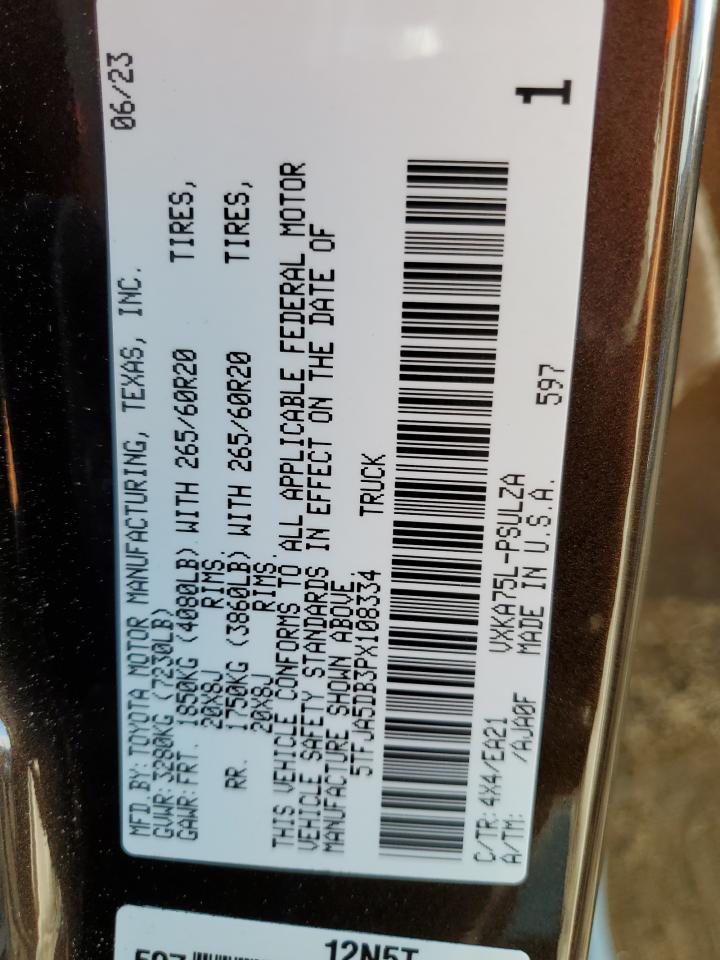 MFD.BY: TOYOTA MOTOR MANUFACTURING, TEXAS, INC. 06/23
GVWR: 3280KG (7230LB)
GAWR: FRT. 1850KG (4080LB) WITH 265/60R20 TIRES,
20X8J RIMS.
RR. 1750KG (3860LB) WITH 265/60R20 TIRES,
20X8J RIMS.
THIS VEHICLE CONFORMS TO ALL APPLICABLE FEDERAL MOTOR
VEHICLE SAFETY STANDARDS IN EFFECT ON THE DATE OF
MANUFACTURE SHOWN ABOVE.
5TFJA5DB3PX108334 TRUCK
C/TR: 4X4/EA21 VXKA75L-PSULZA
A/TM: /AJA0F MADE IN U.S.A. 597
1
597 12N5T